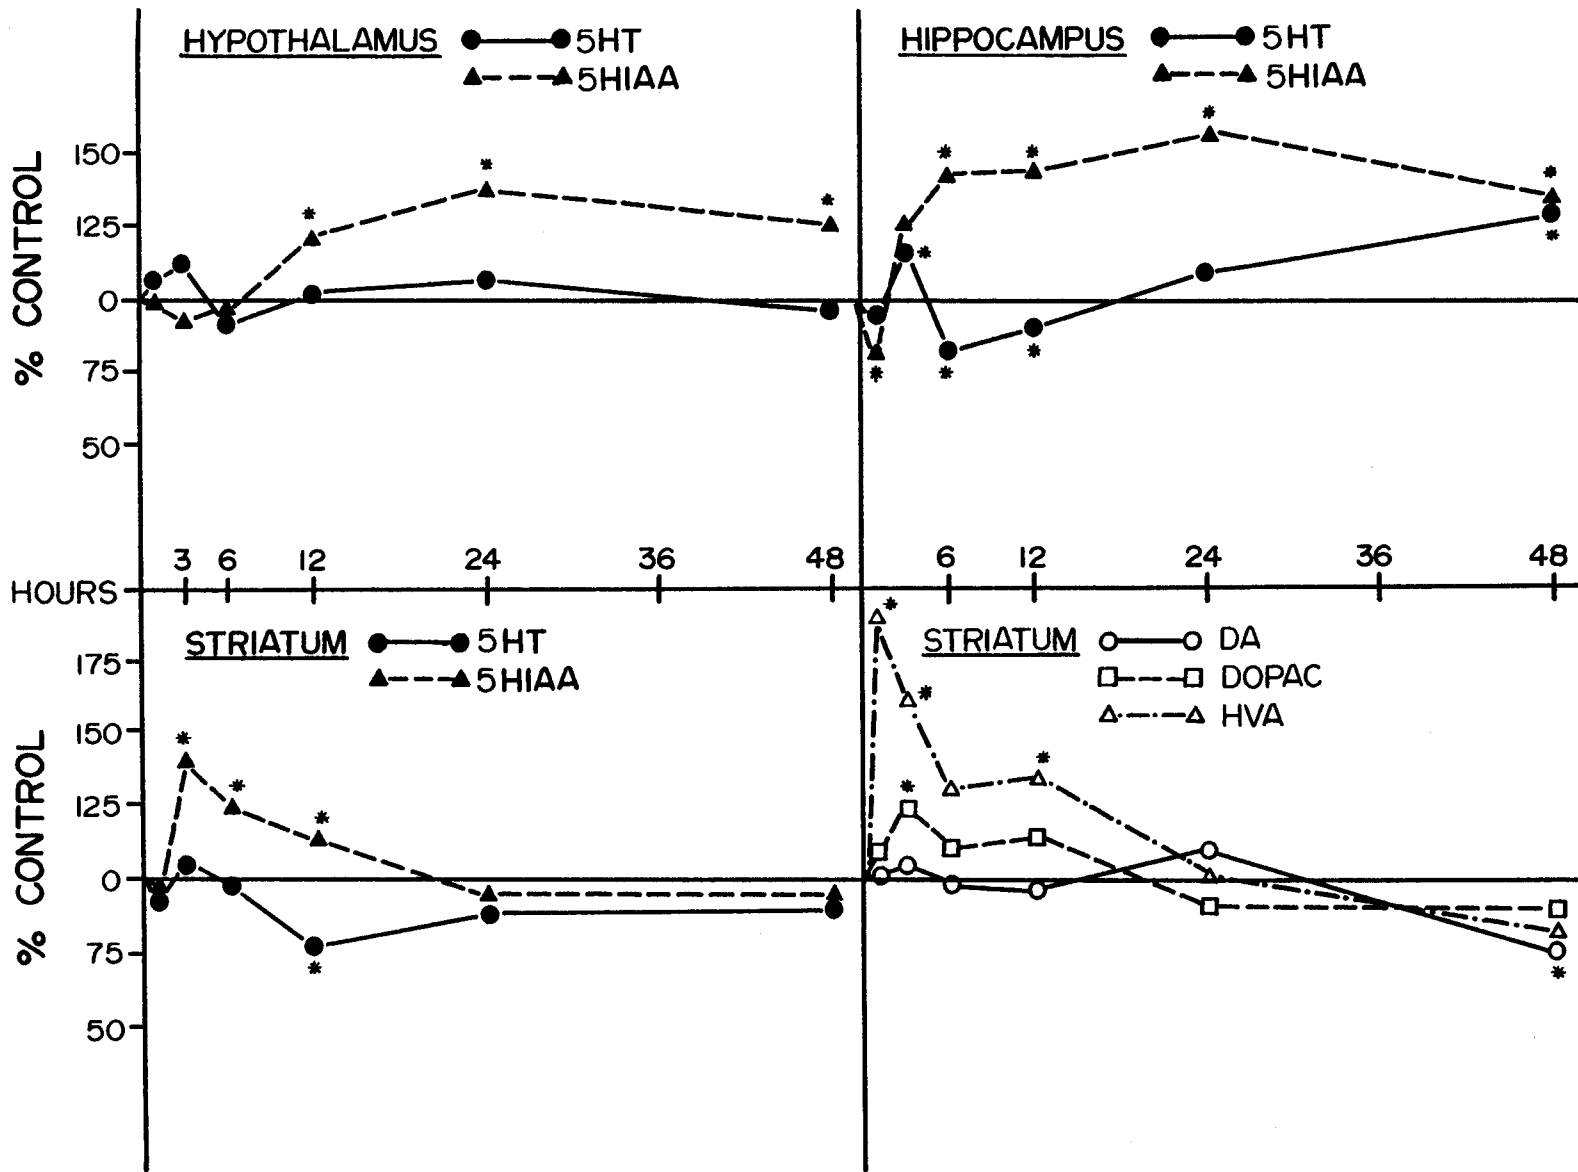 HYPOTHALAMUS 5HT
5HIAA
HIPPOCAMPUS 5HT
5HIAA
% CONTROL
150
125
0
75
50
* * *
* * * * * * * * *
HOURS 3 6 12 24 36 48
6 12 24 36 48
STRIATUM 5HT
5HIAA
STRIATUM DA
DOPAC
HVA
% CONTROL
175
150
125
0
75
50
* * * *
* * * * *